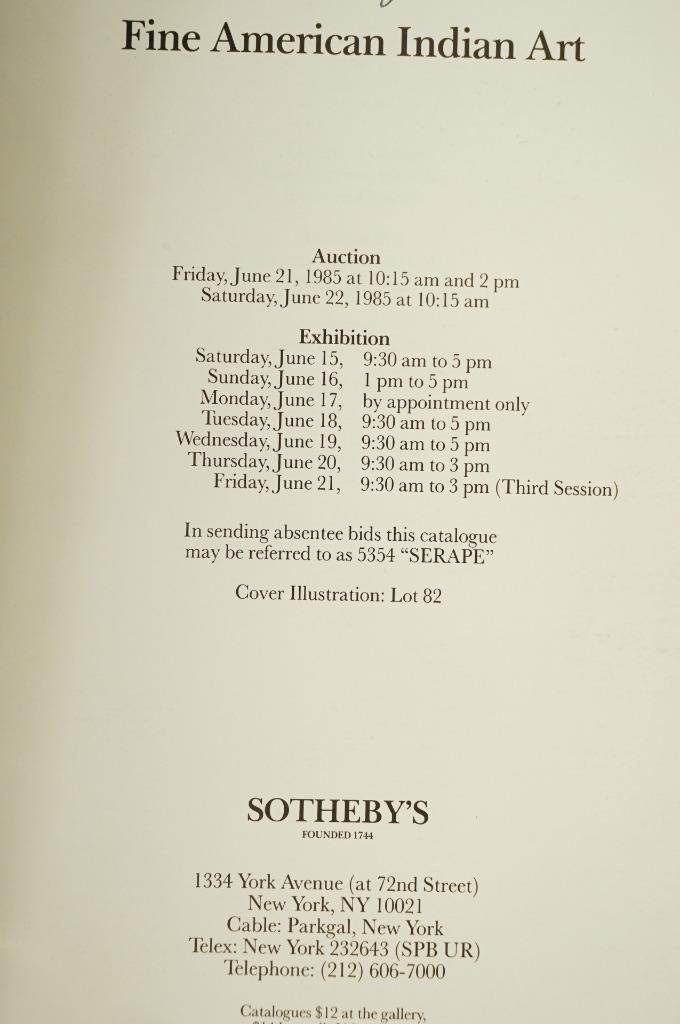 Fine American Indian Art
Auction
Friday, June 21, 1985 at 10:15 am and 2 pm
Saturday, June 22, 1985 at 10:15 am
Exhibition
Saturday, June 15, 9:30 am to 5 pm
Sunday, June 16, 1 pm to 5 pm
Monday, June 17, by appointment only
Tuesday, June 18, 9:30 am to 5 pm
Wednesday, June 19, 9:30 am to 5 pm
Thursday, June 20, 9:30 am to 3 pm
Friday, June 21, 9:30 am to 3 pm (Third Session)
In sending absentee bids this catalogue
may be referred to as 5354 “SERAPE”
Cover Illustration: Lot 82
SOTHEBY'S
FOUNDED 1744
1334 York Avenue (at 72nd Street)
New York, NY 10021
Cable: Parkgal, New York
Telex: New York 232643 (SPB UR)
Telephone: (212) 606-7000
Catalogues $12 at the gallery,